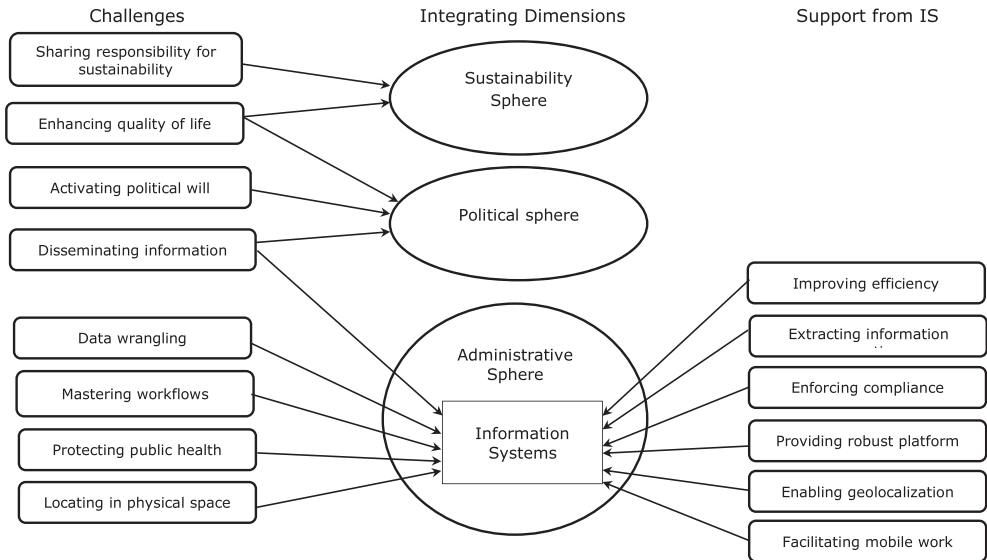 Challenges
Integrating Dimensions
Support from IS
Sharing responsibility for
sustainability
Enhancing quality of life
Activating political will
Disseminating information
Data wrangling
Mastering workflows
Protecting public health
Locating in physical space
Sustainability
Sphere
Political sphere
Administrative
Sphere
Information
Systems
Improving efficiency
Extracting information
Enforcing compliance
Providing robust platform
Enabling geolocalization
Facilitating mobile work